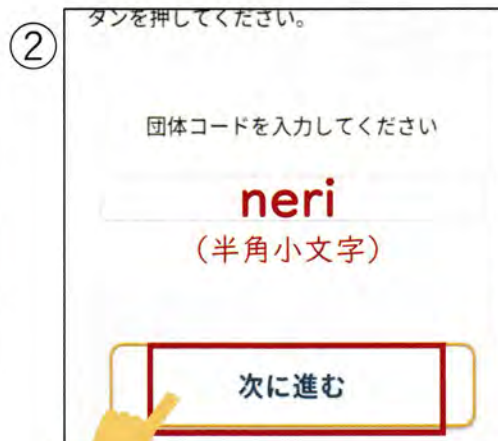 ②
タンを押してください。
団体コードを入力してください
neri
(半角小文字)
次に進む